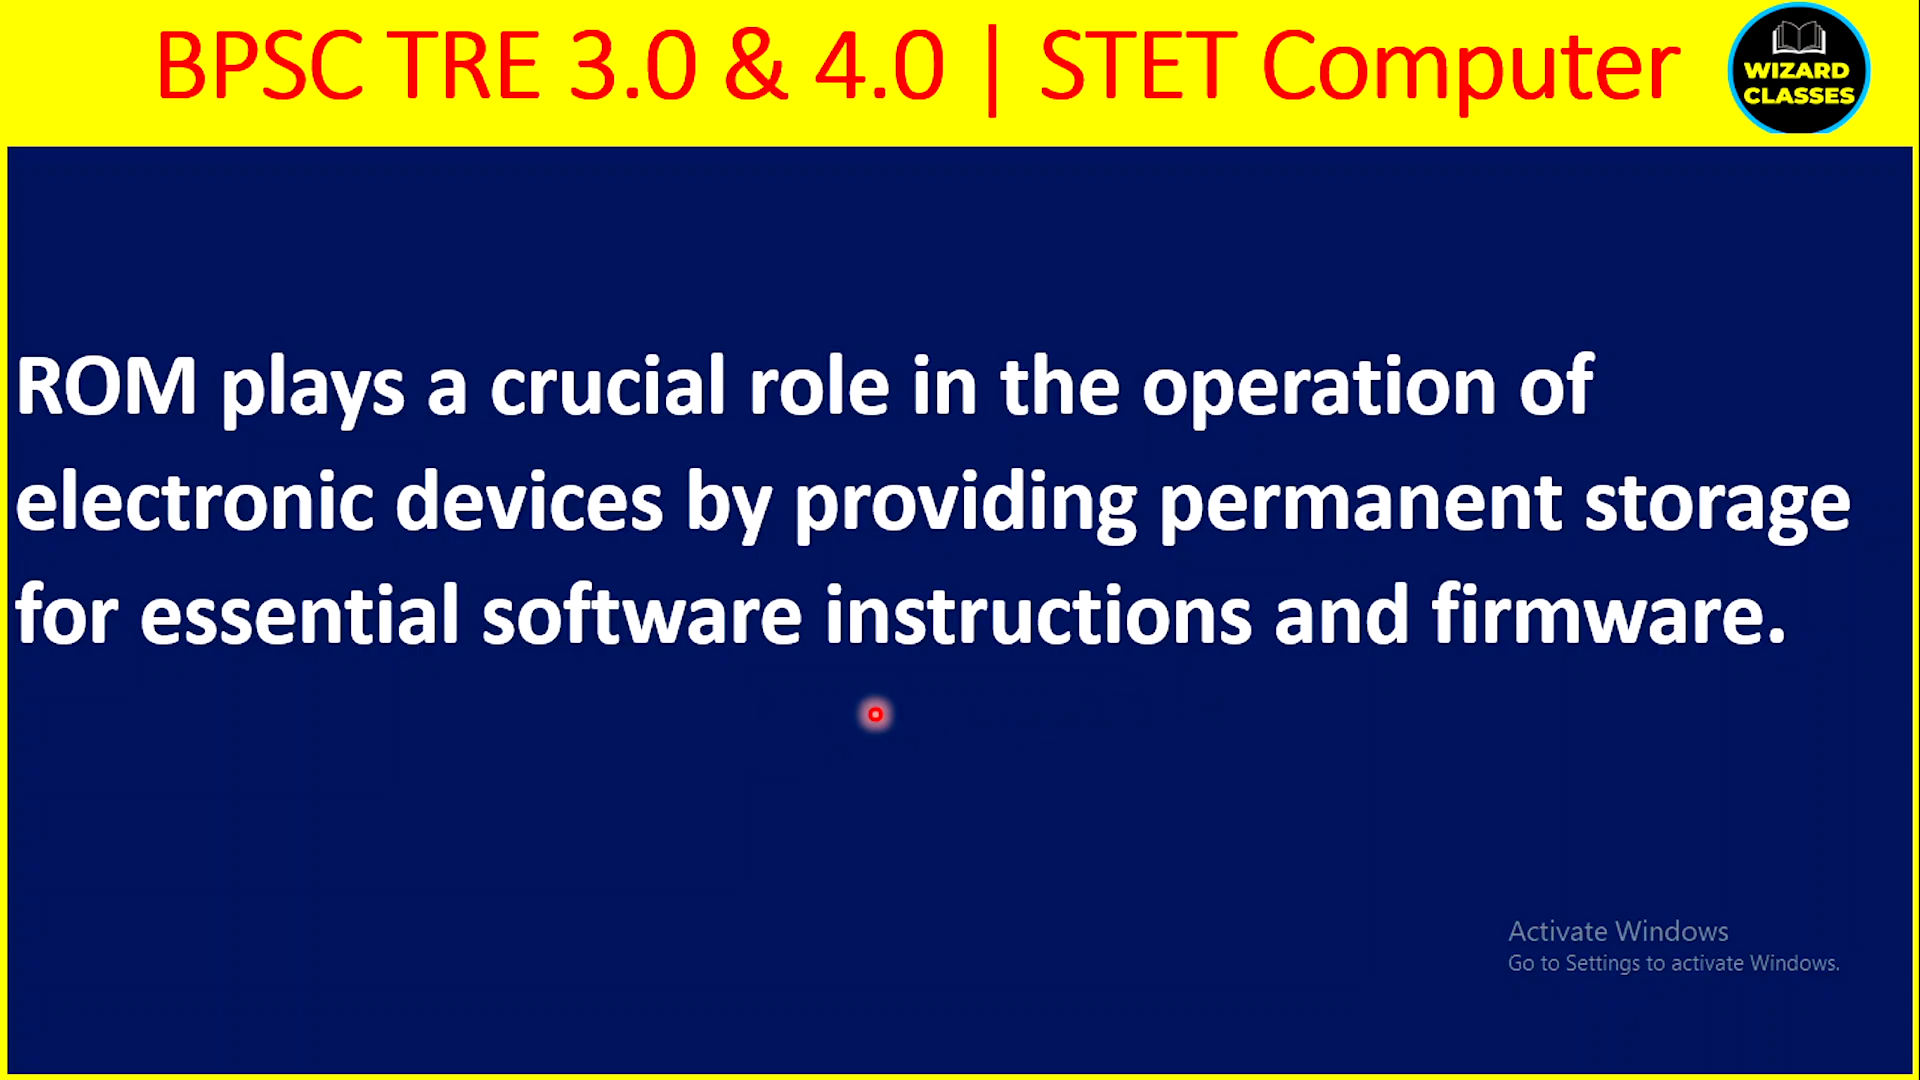 BPSC TRE 3.0 & 4.0 | STET Computer
WIZARD
CLASSES
ROM plays a crucial role in the operation of
electronic devices by providing permanent storage
for essential software instructions and firmware.
Activate Windows
Go to Settings to activate Windows.